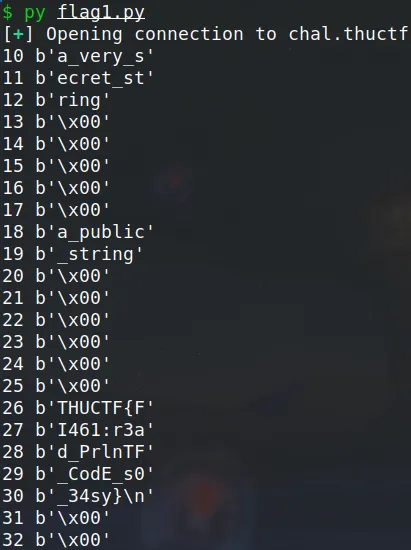 $ py flag1.py
[+] Opening connection to chal.thuctf
10 b'a_very_s'
11 b'ecret_st'
12 b'ring'
13 b'\x00'
14 b'\x00'
15 b'\x00'
16 b'\x00'
17 b'\x00'
18 b'a_public'
19 b'_string'
20 b'\x00'
21 b'\x00'
22 b'\x00'
23 b'\x00'
24 b'\x00'
25 b'\x00'
26 b'THUCTF{F'
27 b'I461:r3a'
28 b'd_PrlnTF'
29 b'_CodE_s0'
30 b'_34sy}\n'
31 b'\x00'
32 b'\x00'